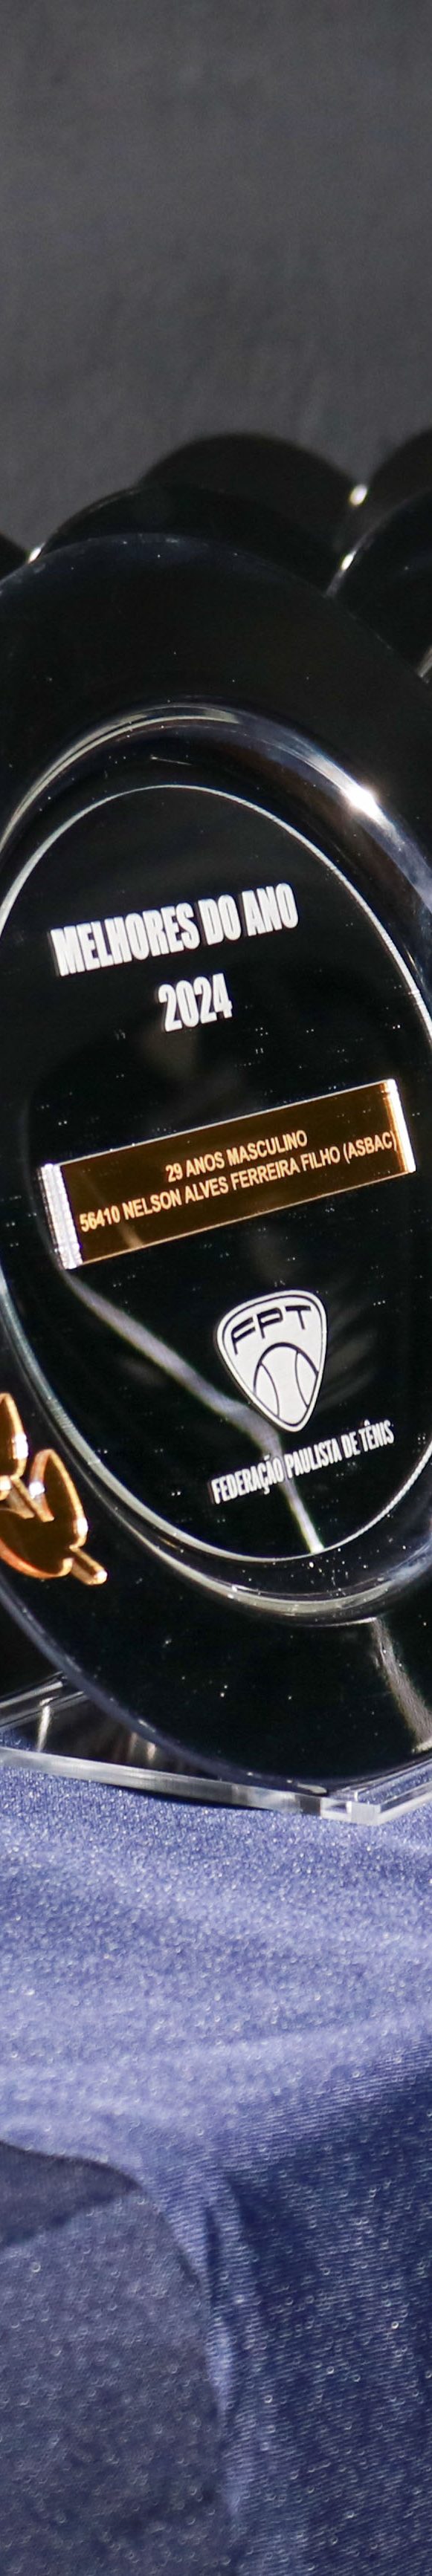 MELHORES DO ANO
2024
29 ANOS MASCULINO
56410 NELSON ALVES FERREIRA FILHO (ASBAC)
FPT
FEDERAÇÃO PAULISTA DE TÊNIS